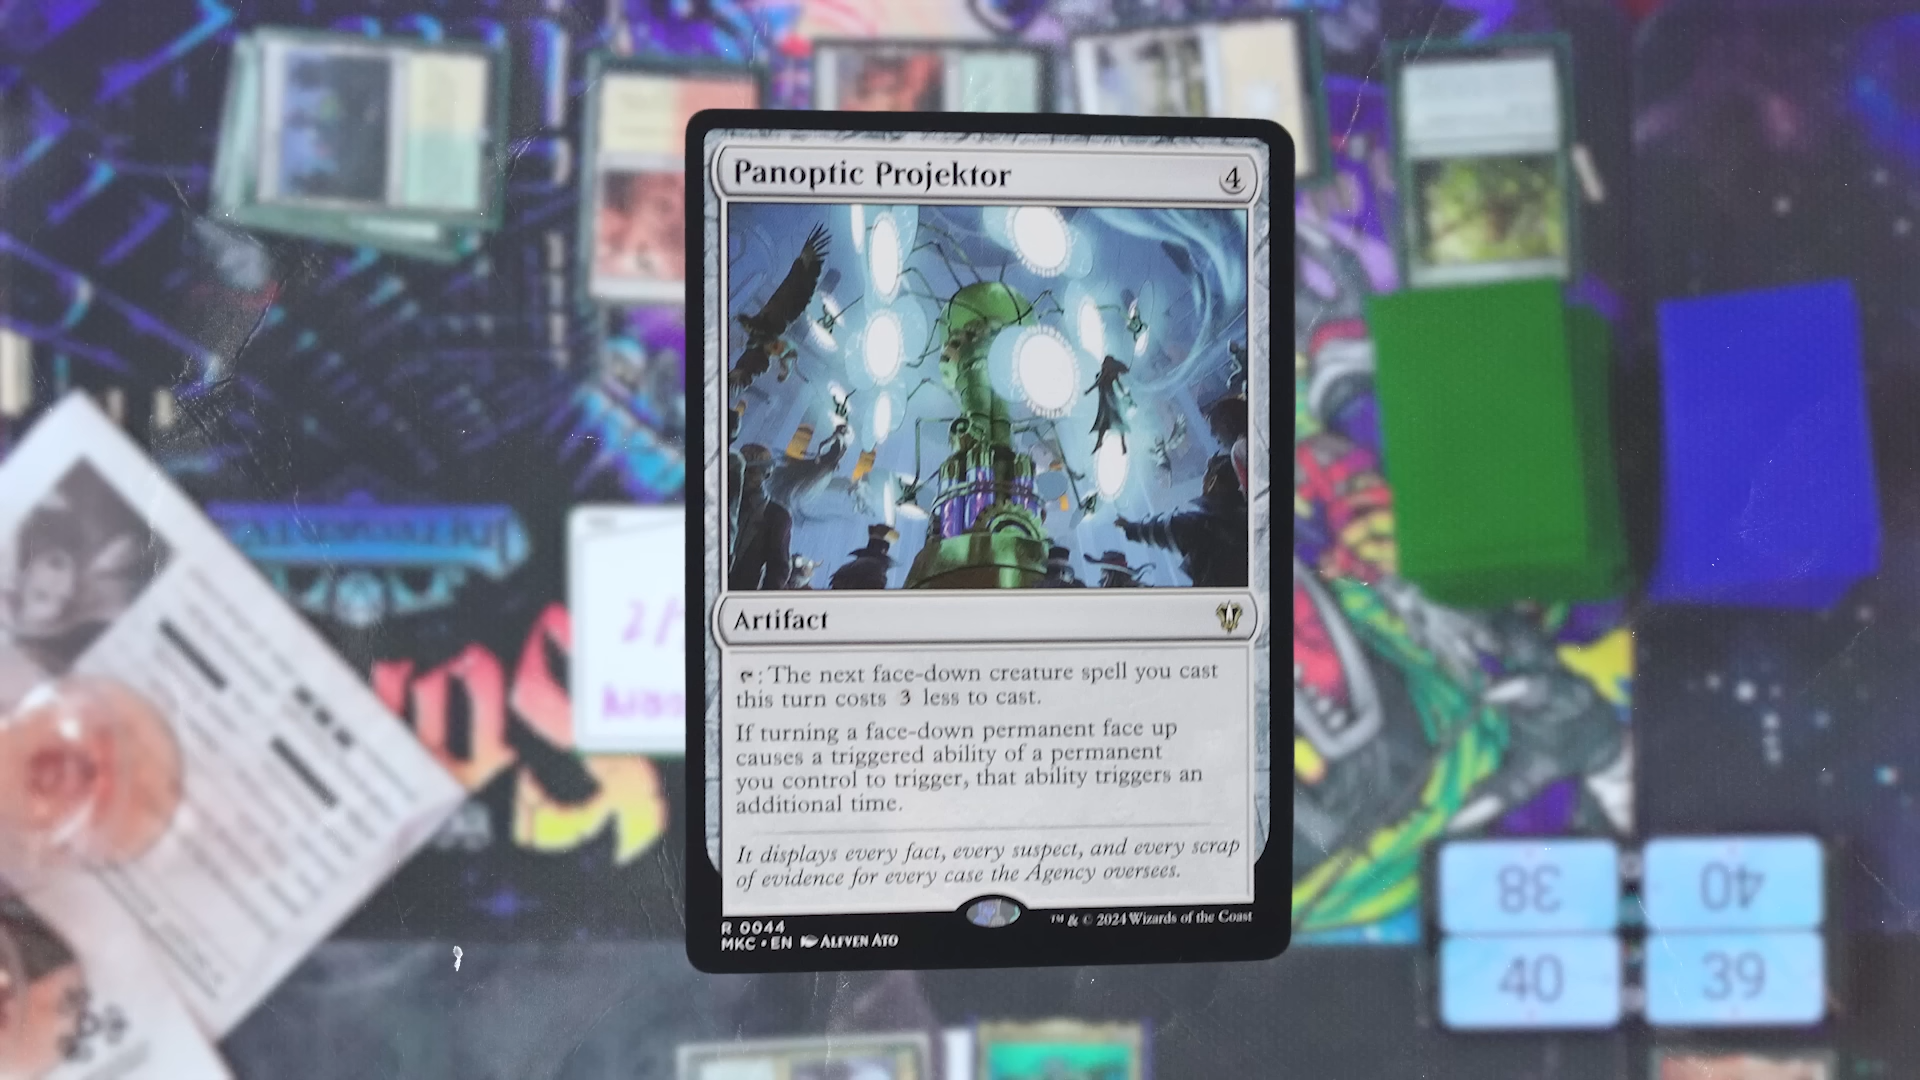 Panoptic Projektor 4
Artifact
: The next face-down creature spell you cast
this turn costs 3 less to cast.
If turning a face-down permanent face up
causes a triggered ability of a permanent
you control to trigger, that ability triggers an
additional time.
It displays every fact, every suspect, and every scrap
of evidence for every case the Agency oversees.
R 0044
MKC • EN ALFVEN ATO
™ & © 2024 Wizards of the Coast
38 40
40 39